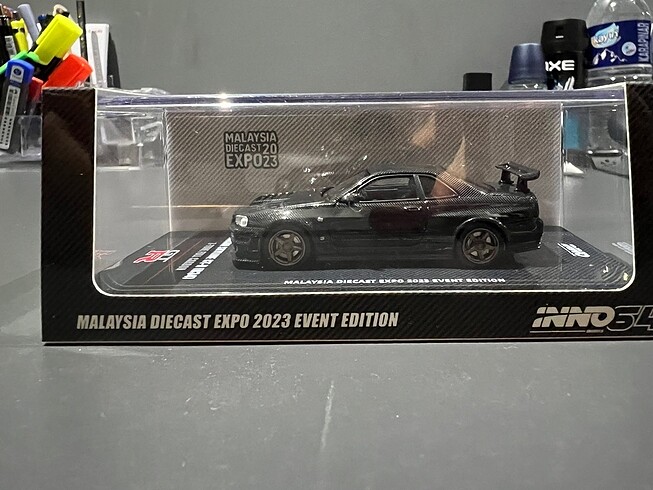 AXE
KARAPINAR
MALAYSIA
DIECAST 20
EXPO 23
MALAYSIA DIECAST EXPO 2023 EVENT EDITION
MALAYSIA DIECAST EXPO 2023 EVENT EDITION
INNO64